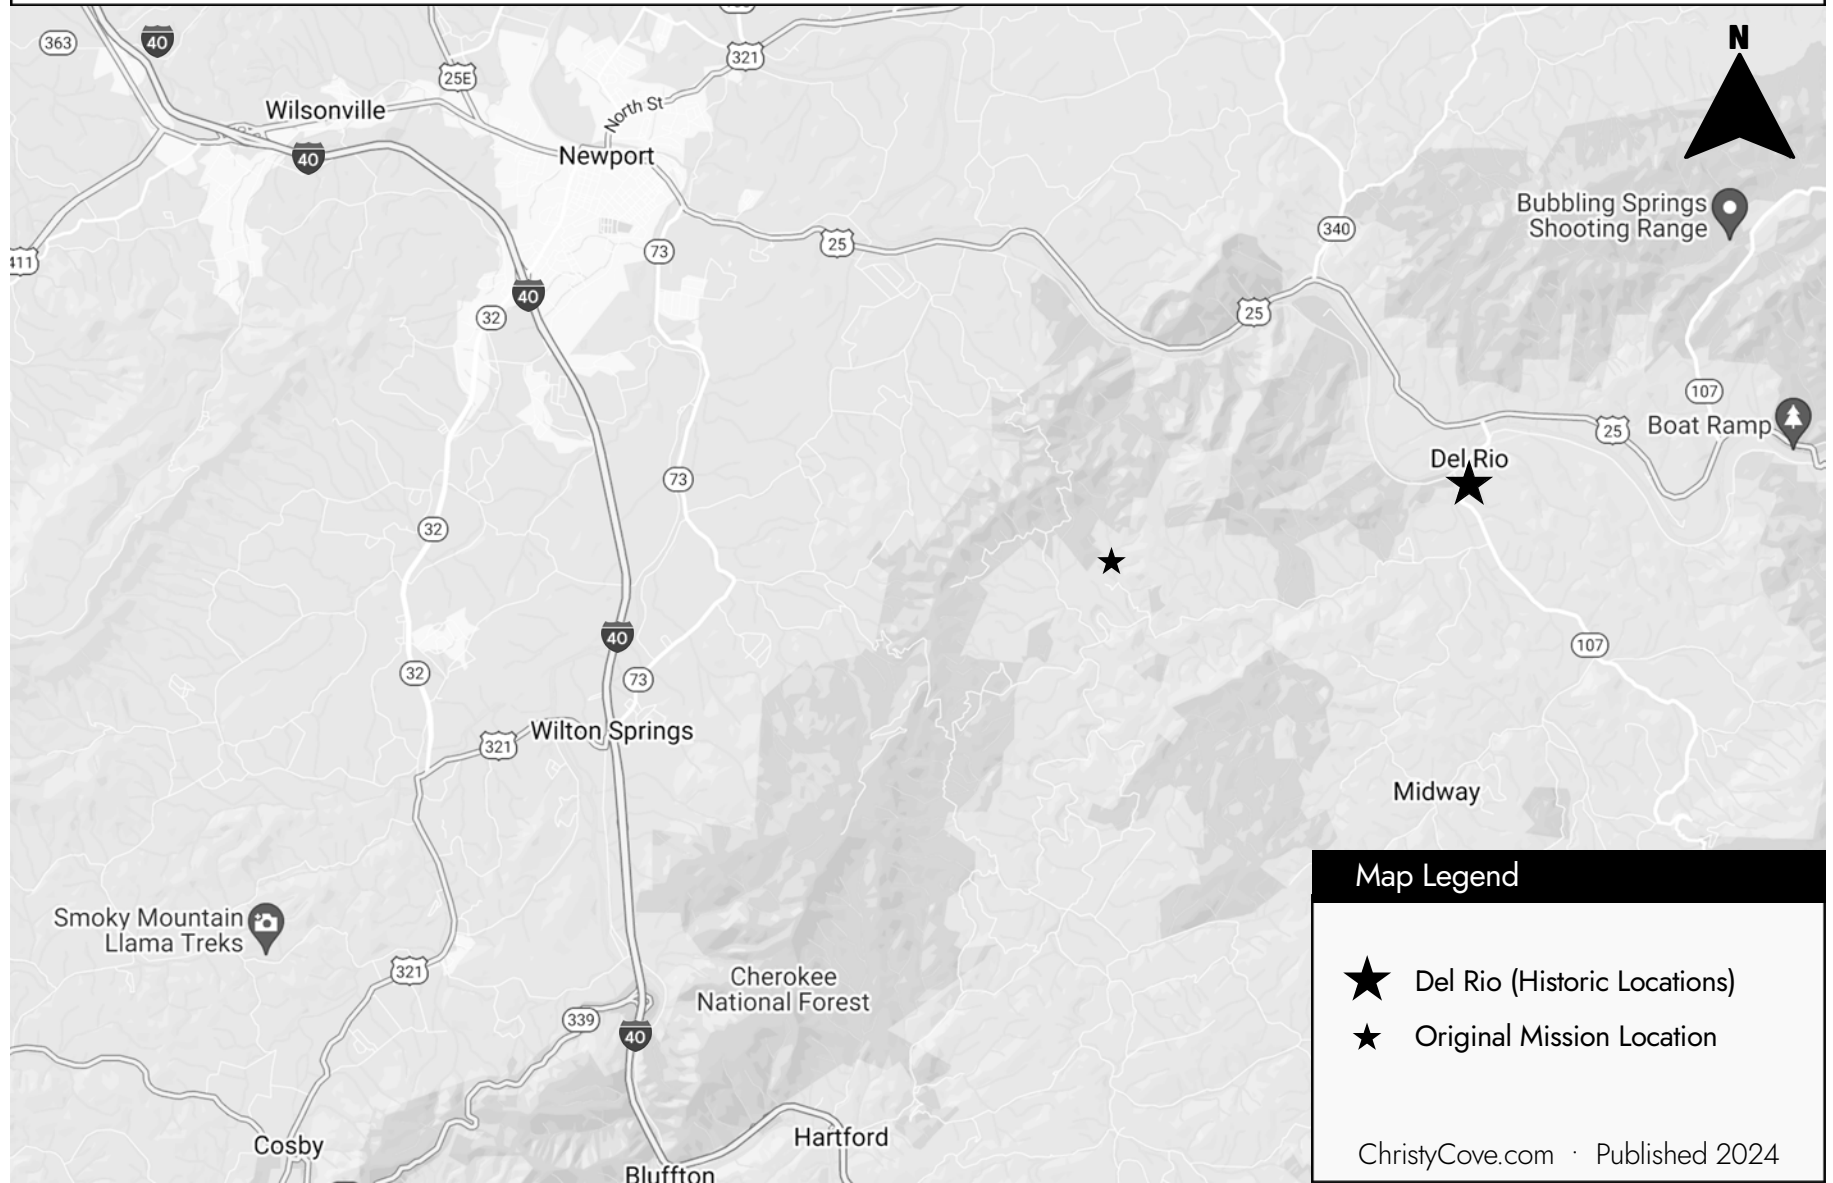 363
40
25E
321
N
Wilsonville
North St
40
Newport
Bubbling Springs
Shooting Range
340
411
73
25
40
32
25
107
Boat Ramp
25
Del Rio
73
32
40
107
32
73
321
Wilton Springs
Midway
Map Legend
Smoky Mountain
Llama Treks
321
Cherokee
National Forest
Del Rio (Historic Locations)
339
40
Original Mission Location
Cosby
Hartford
Bluffton
ChristyCove.com · Published 2024